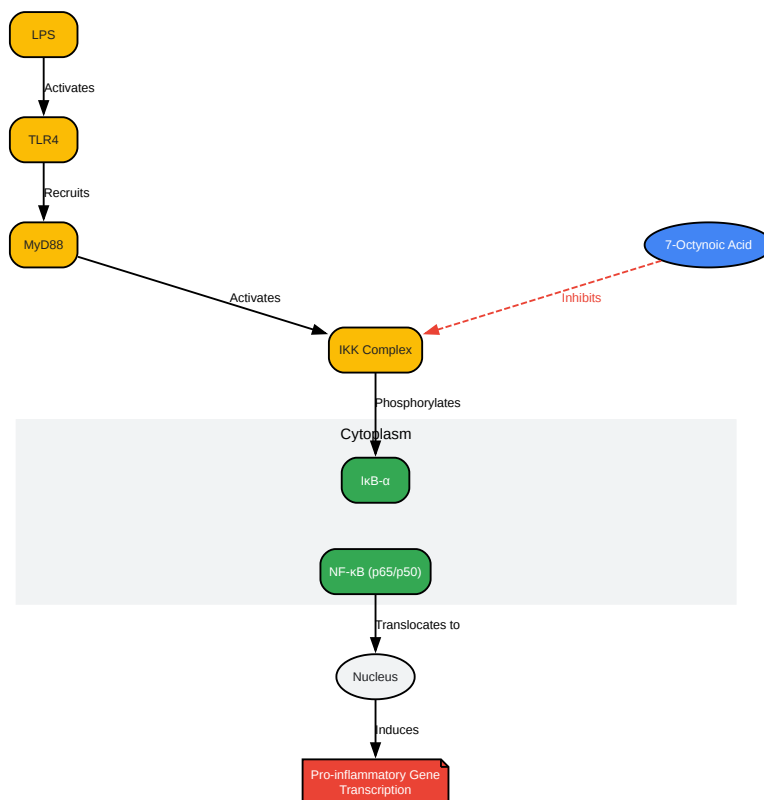 LPS
Activates
TLR4
Recruits
MyD88
7-Octynoic Acid
Activates
Inhibits
IKK Complex
Phosphorylates
Cytoplasm
IκB-α
NF-κB (p65/p50)
Translocates to
Nucleus
Induces
Pro-inflammatory Gene
Transcription